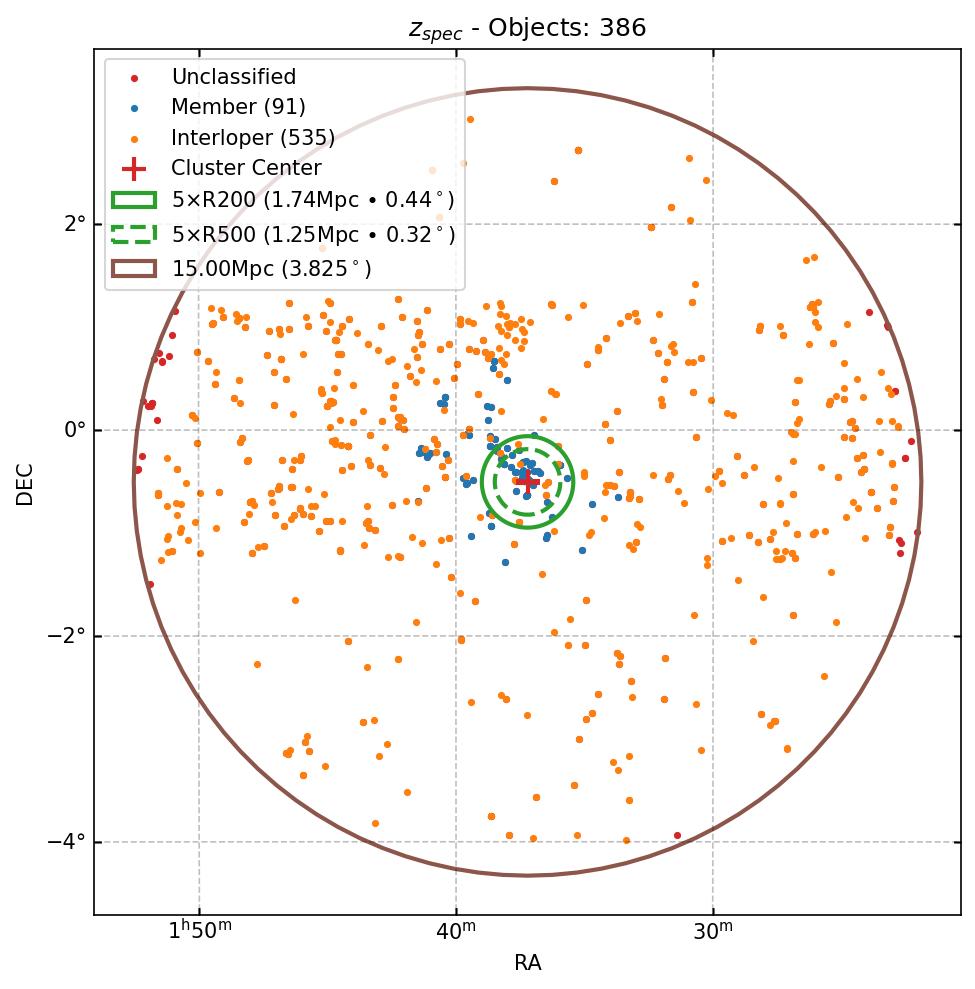 z_spec - Objects: 386
Unclassified
Member (91)
Interloper (535)
Cluster Center
5×R200 (1.74Mpc • 0.44°)
5×R500 (1.25Mpc • 0.32°)
15.00Mpc (3.825°)
2°
0°
−2°
−4°
DEC
1ʰ50ᵐ
40ᵐ
30ᵐ
RA